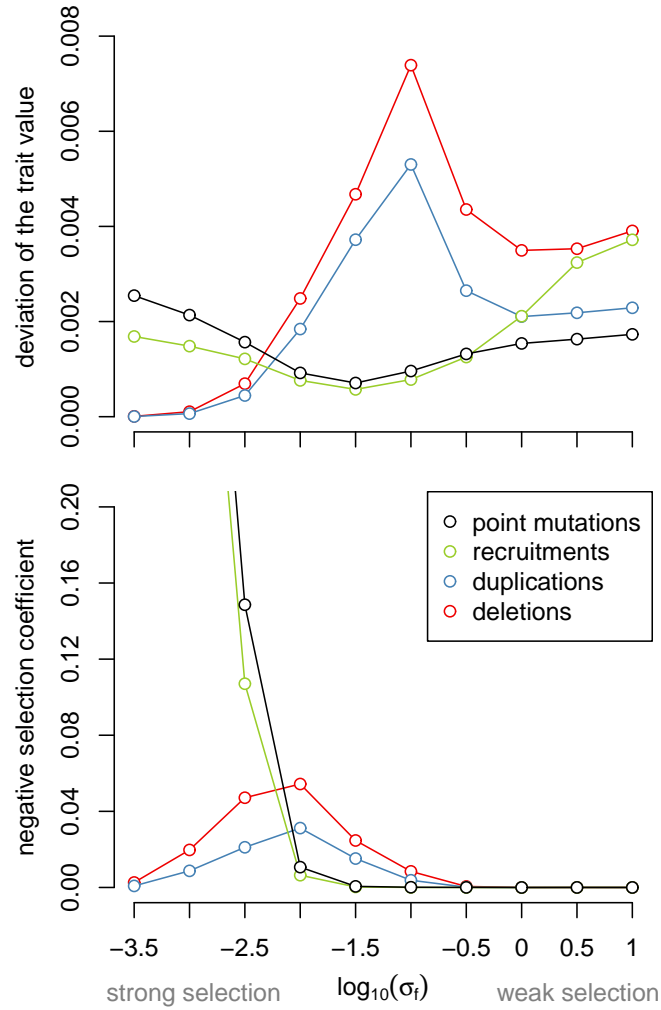 deviation of the trait value
0.008
0.006
0.004
0.002
0.000
negative selection coefficient
0.20
0.16
0.12
0.08
0.04
0.00
point mutations
recruitments
duplications
deletions
−3.5 −2.5 −1.5 −0.5 0 0.5 1
strong selection log₁₀(σf) weak selection